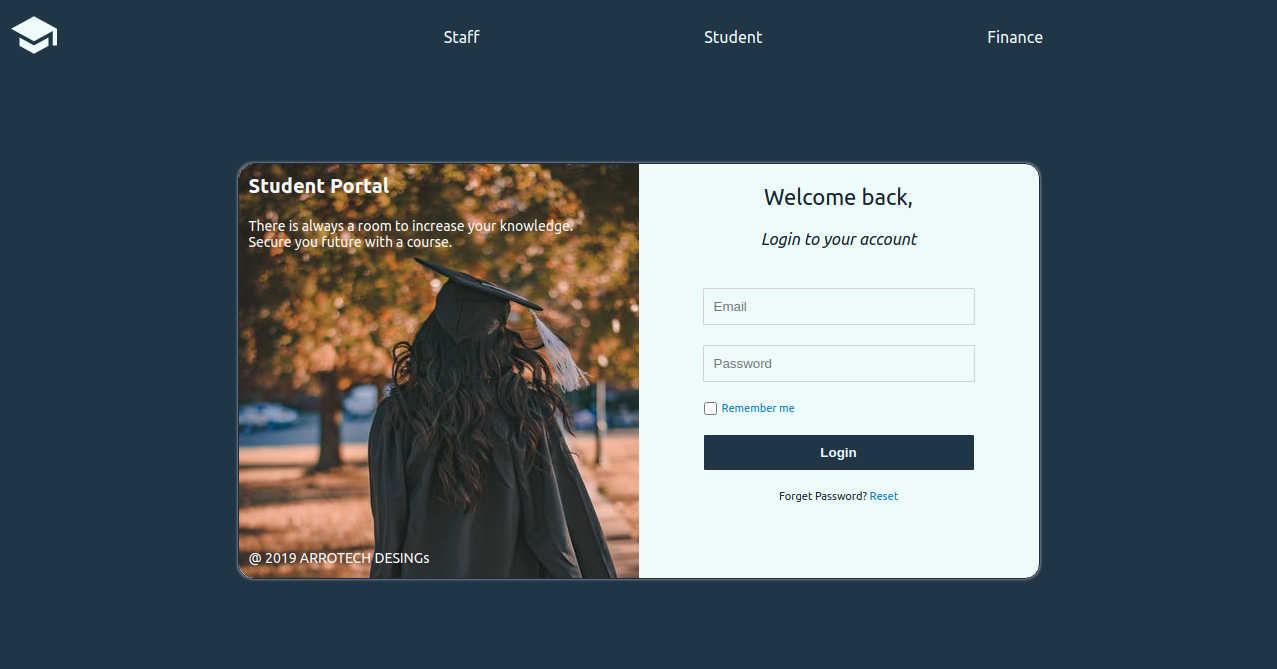 Staff Student Finance
Student Portal
There is always a room to increase your knowledge.
Secure you future with a course.
@ 2019 ARROTECH DESINGs
Welcome back,
Login to your account
Email
Password
Remember me
Login
Forget Password? Reset